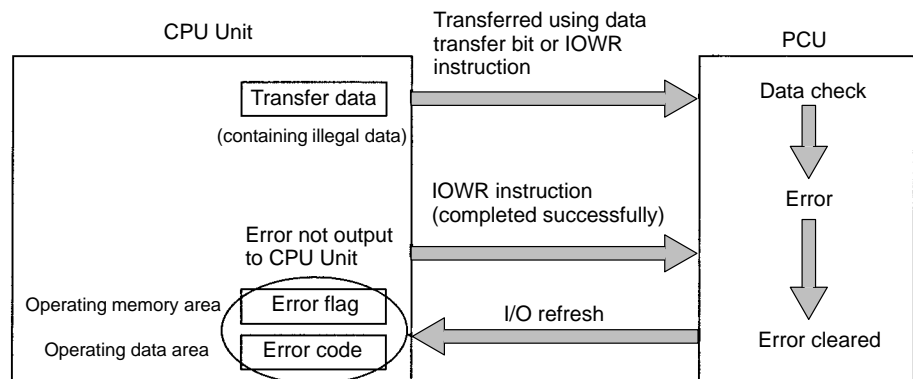 CPU Unit
Transferred using data
transfer bit or IOWR
instruction
PCU
Transfer data
(containing illegal data)
Data check
IOWR instruction
(completed successfully)
Error
Error not output
to CPU Unit
Operating memory area
Error flag
I/O refresh
Operating data area
Error code
Error cleared